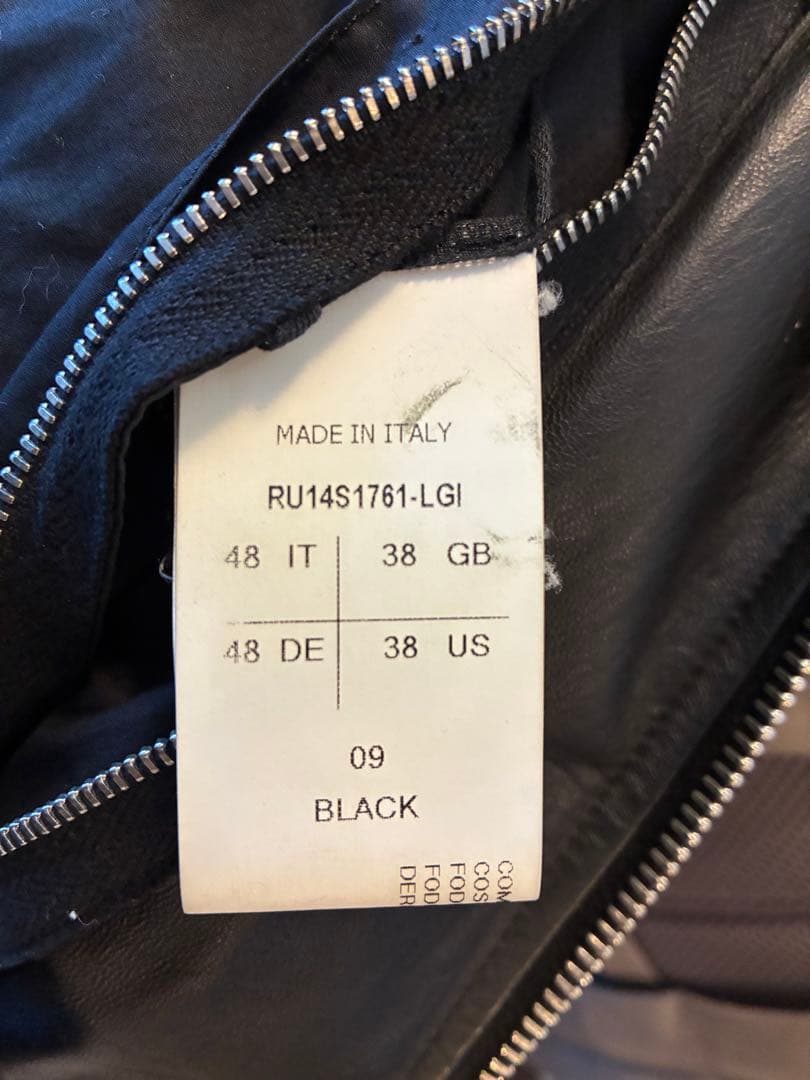 MADE IN ITALY
RU14S1761-LGI
48 IT 38 GB
48 DE 38 US
09
BLACK
COM
COS
FOD
FOD
DER